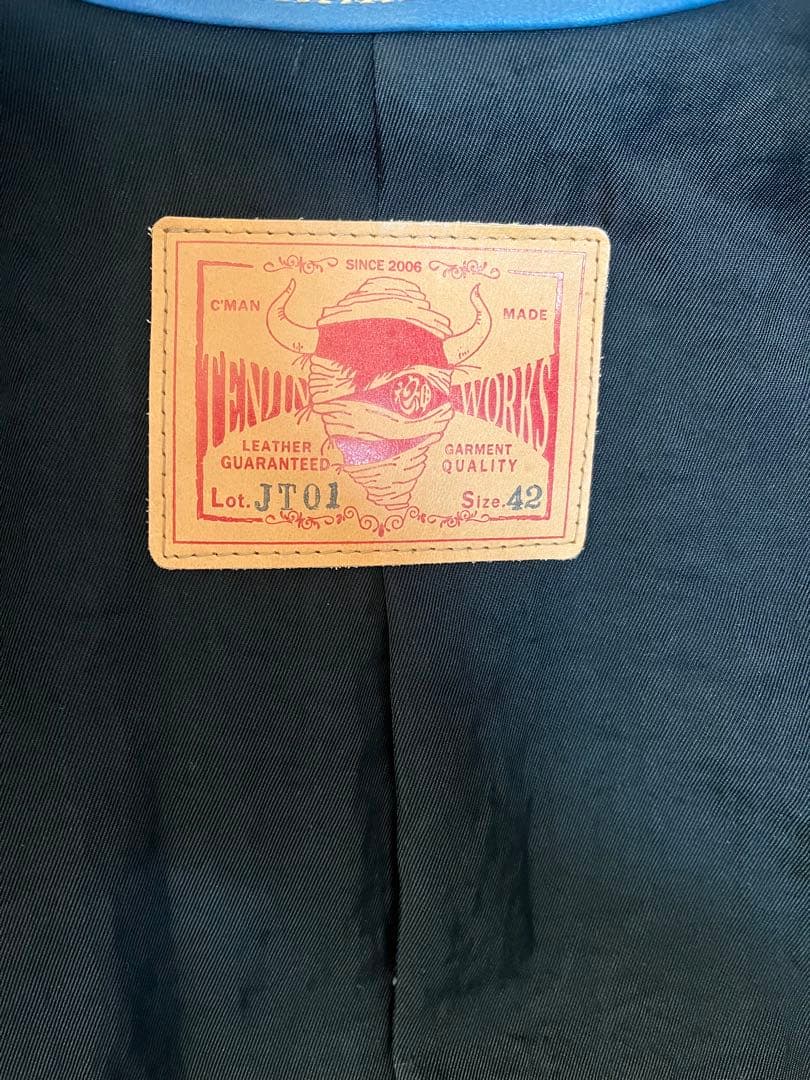 SINCE 2006
C'MAN MADE
TENJIN WORKS
LEATHER GARMENT
GUARANTEED QUALITY
Lot. JT01 Size. 42